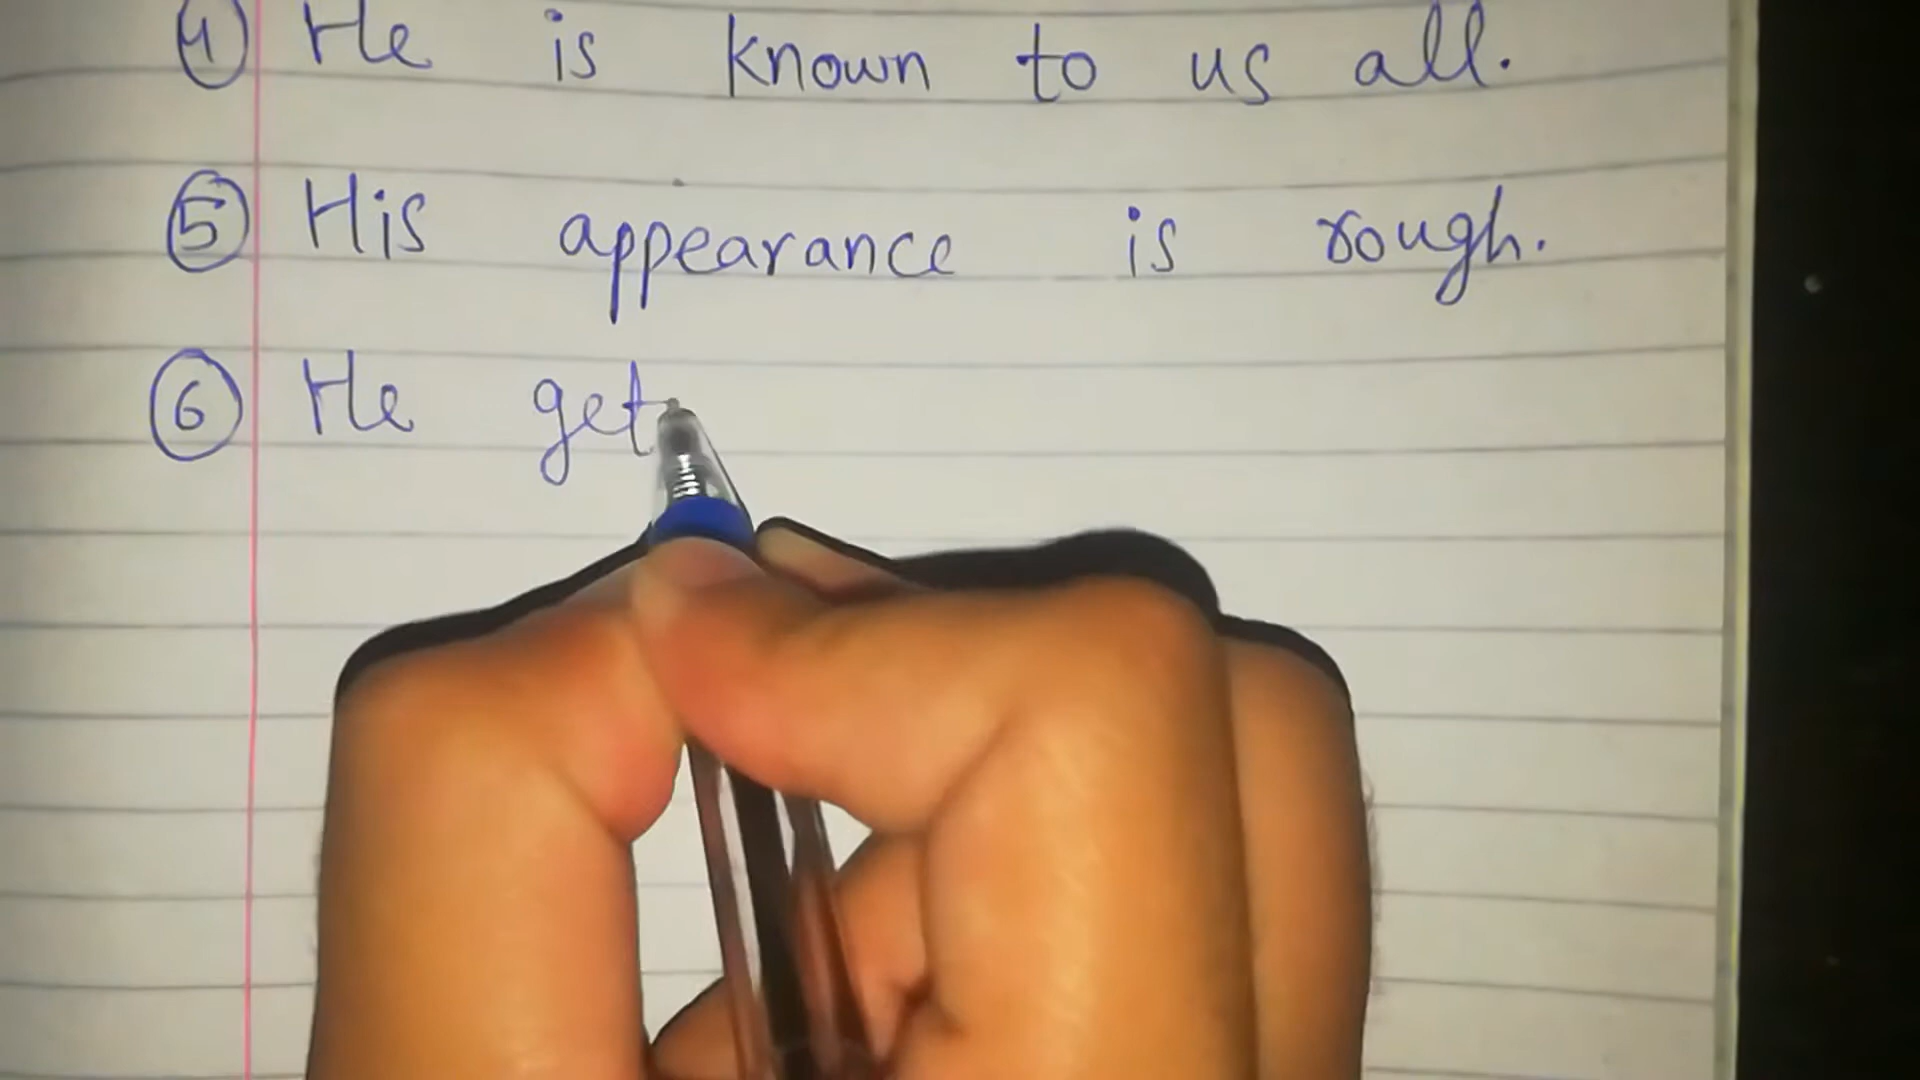 4 He is known to us all.
5 His appearance is rough.
6 He get